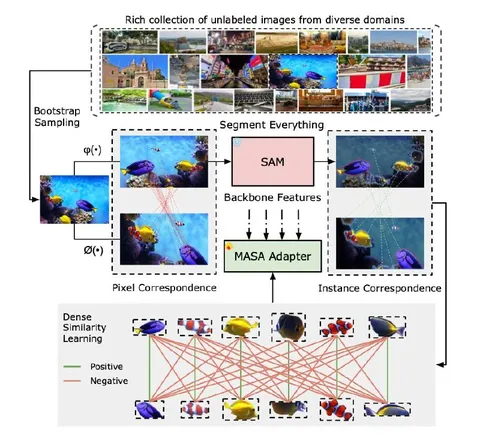 Rich collection of unlabeled images from diverse domains
Bootstrap
Sampling
Segment Everything
φ(•)
SAM
Backbone
Features
Ø(•)
MASA Adapter
Pixel Correspondence
Instance Correspondence
Dense
Similarity
Learning
Positive
Negative